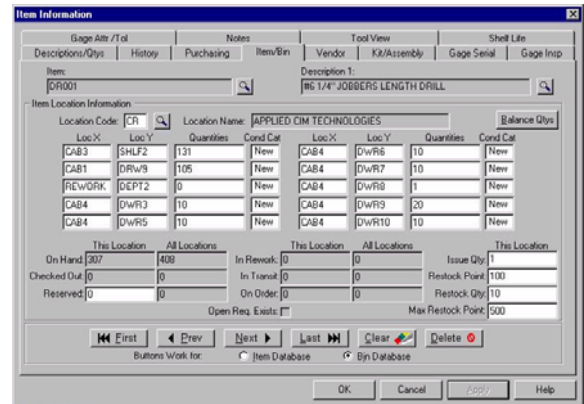 Item Information
Gage Attr /Tol Notes Tool View Shelf Life
Descriptions/Qtys History Purchasing Item/Bin Vendor Kit/Assembly Gage Serial Gage Insp
Item: Description 1:
DR001 #6 1/4" JOBBERS LENGTH DRILL
Item Location Information
Location Code: CR Location Name: APPLIED CIM TECHNOLOGIES Balance Qtys
Loc X Loc Y Quantities Cond Cat Loc X Loc Y Quantities Cond Cat
CAB3 SHLF2 131 New CAB4 DWR6 10 New
CAB1 DRW9 105 New CAB4 DWR7 10 New
REWORK DEPT2 0 New CAB4 DWR8 1 New
CAB4 DWR3 10 New CAB4 DWR9 20 New
CAB4 DWR5 10 New CAB4 DWR10 10 New
This Location All Locations This Location All Locations This Location
On Hand: 307 408 In Rework: 0 0 Issue Qty: 1
Checked Out: 0 0 In Transit: 0 0 Restock Point: 100
Reserved: 0 0 On Order: 0 0 Restock Qty: 10
Open Req. Exists: Max Restock Point: 500
First Prev Next Last Clear Delete
Buttons Work for: Item Database Bin Database
OK Cancel Apply Help